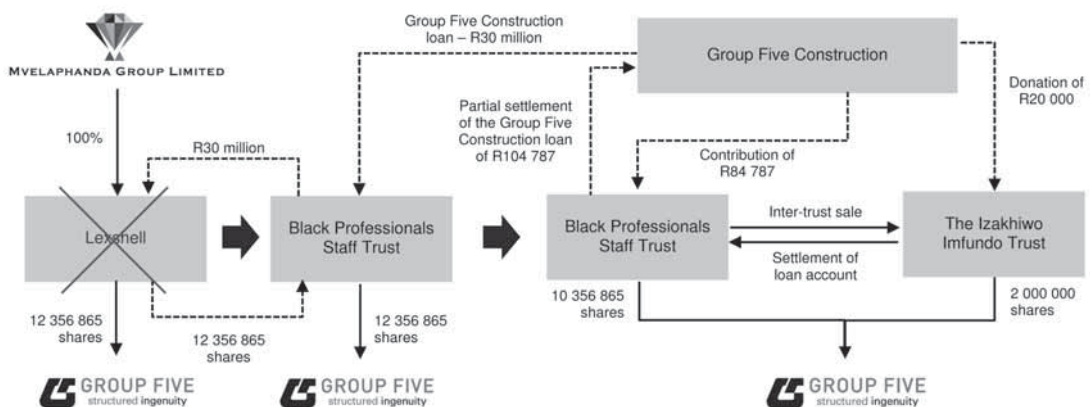 MVELAPHANDA GROUP LIMITED
100%
R30 million
Lexshell
12 356 865
shares
12 356 865
shares
GROUP FIVE
structured ingenuity
Group Five Construction
loan – R30 million
Black Professionals
Staff Trust
12 356 865
shares
GROUP FIVE
structured ingenuity
Group Five Construction
Partial settlement
of the Group Five
Construction loan
of R104 787
Contribution of
R84 787
Donation of
R20 000
Black Professionals
Staff Trust
Inter-trust sale
Settlement of
loan account
The Izakhiwo
Imfundo Trust
10 356 865
shares
2 000 000
shares
GROUP FIVE
structured ingenuity